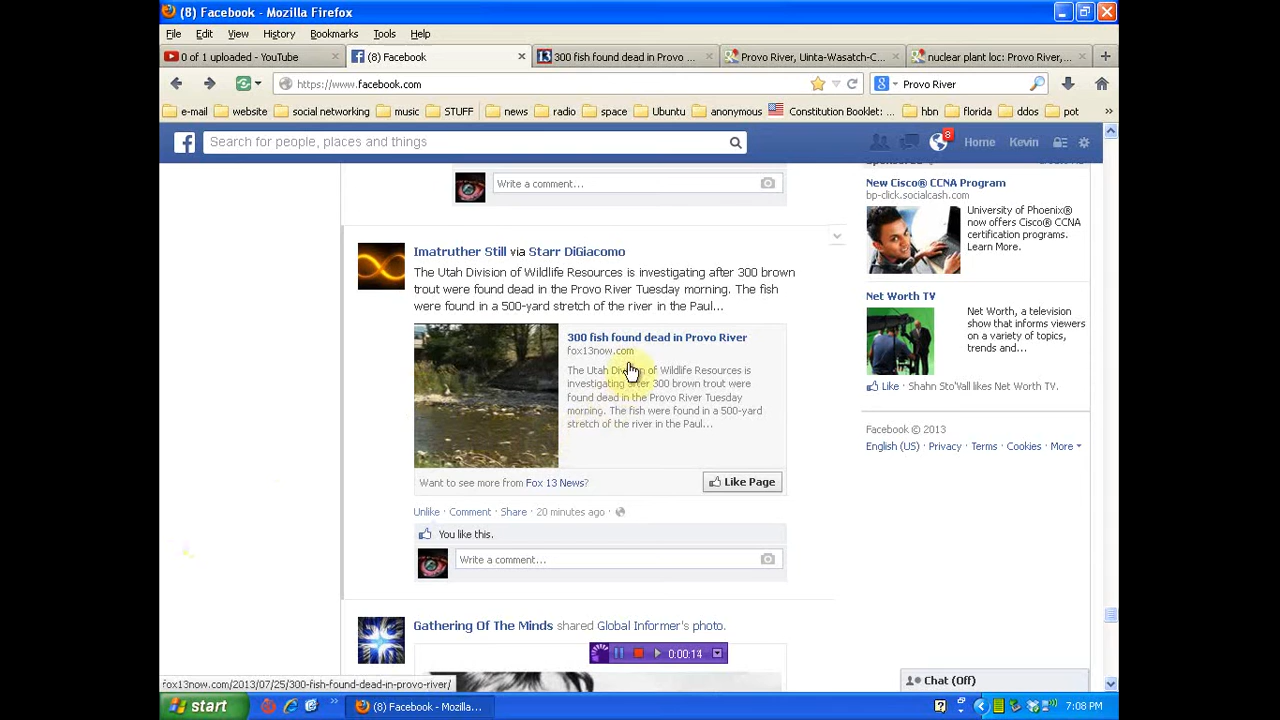 (8) Facebook - Mozilla Firefox
File Edit View History Bookmarks Tools Help
0 of 1 uploaded - YouTube
(8) Facebook
300 fish found dead in Provo ...
Provo River, Uinta-Wasatch-C...
nuclear plant loc: Provo River,...
https://www.facebook.com
Provo River
e-mail website social networking music STUFF news radio space Ubuntu anonymous Constitution Booklet: ... hbn florida ddos pot
Search for people, places and things
8
Home Kevin
Write a comment...
New Cisco® CCNA Program
bp-click.socialcash.com
University of Phoenix®
now offers Cisco® CCNA
certification programs.
Learn More.
Imatruther Still via Starr DiGiacomo
The Utah Division of Wildlife Resources is investigating after 300 brown
trout were found dead in the Provo River Tuesday morning. The fish
were found in a 500-yard stretch of the river in the Paul...
300 fish found dead in Provo River
fox13now.com
The Utah Division of Wildlife Resources is
investigating after 300 brown trout were
found dead in the Provo River Tuesday
morning. The fish were found in a 500-yard
stretch of the river in the Paul...
Want to see more from Fox 13 News?
Like Page
Unlike · Comment · Share · 20 minutes ago ·
You like this.
Write a comment...
Net Worth TV
Net Worth, a television
show that informs viewers
on a variety of topics,
trends and...
Like · Shahn Sto'Vall likes Net Worth TV.
Facebook © 2013
English (US) · Privacy · Terms · Cookies · More
Gathering Of The Minds shared Global Informer's photo.
0:00:14
Chat (Off)
fox13now.com/2013/07/25/300-fish-found-dead-in-provo-river/
start
(8) Facebook - Mozilla...
7:08 PM